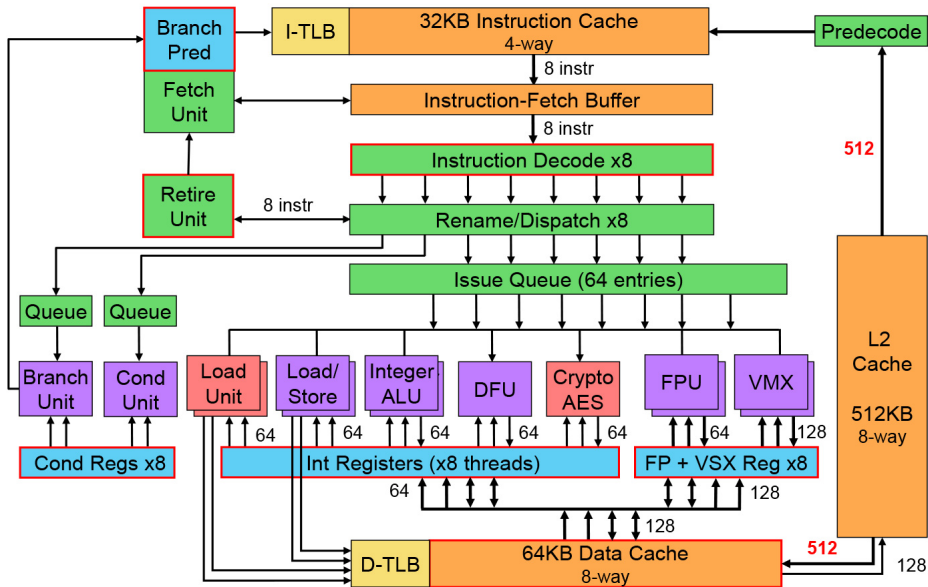 Branch
Pred
I-TLB
32KB Instruction Cache
4-way
Predecode
8 instr
Fetch
Unit
Instruction-Fetch Buffer
8 instr
512
Instruction Decode x8
Retire
Unit
8 instr
Rename/Dispatch x8
Issue Queue (64 entries)
Queue
Queue
L2
Cache
512KB
8-way
Branch
Unit
Cond
Unit
Load
Unit
Load/
Store
Integer
ALU
DFU
Crypto
AES
FPU
VMX
64
64
64
64
64
64
128
Cond Regs x8
Int Registers (x8 threads)
FP + VSX Reg x8
64
128
128
D-TLB
64KB Data Cache
8-way
512
128